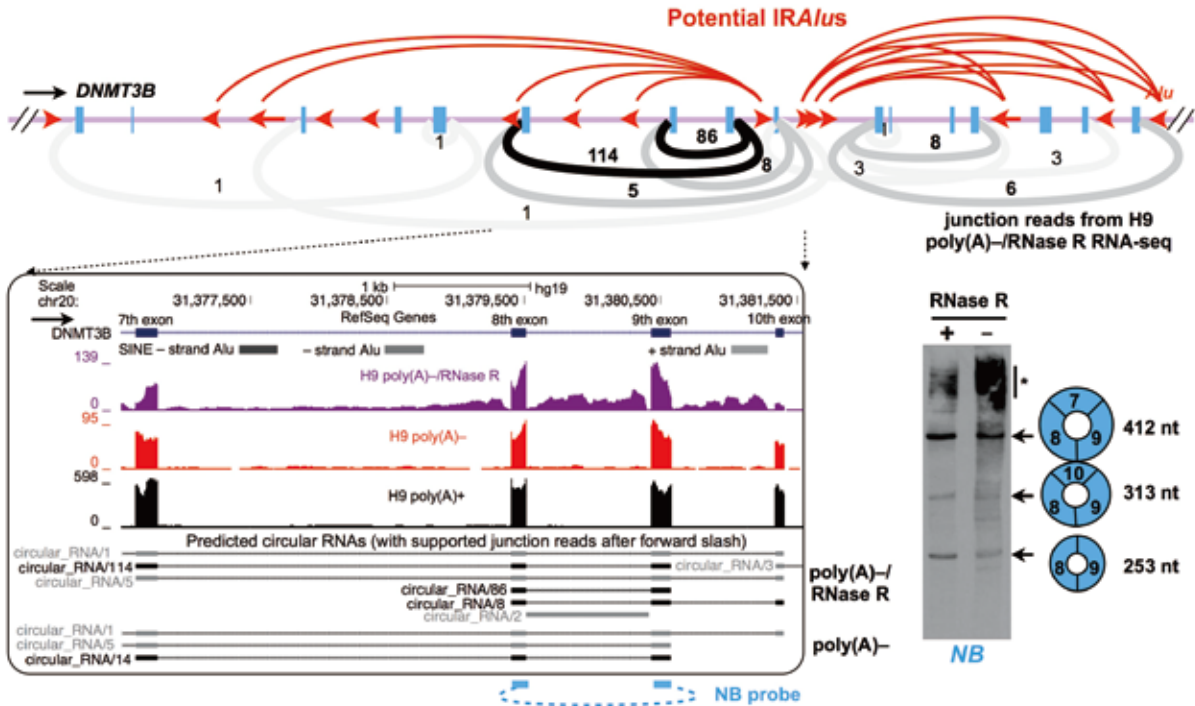 Potential IRAlus
DNMT3B
Alu
1
1
114
86
8
5
1
3
8
3
6
junction reads from H9
poly(A)–/RNase R RNA-seq
Scale
1 kb
hg19
chr20:
31,377,500
31,378,500
31,379,500
31,380,500
31,381,500
7th exon
RefSeq Genes
8th exon
9th exon
10th exon
DNMT3B
SINE – strand Alu
– strand Alu
+ strand Alu
139
H9 poly(A)–/RNase R
0
95
H9 poly(A)–
0
598
H9 poly(A)+
0
Predicted circular RNAs (with supported junction reads after forward slash)
circular_RNA/1
circular_RNA/114
circular_RNA/3
circular_RNA/5
circular_RNA/86
circular_RNA/8
circular_RNA/2
poly(A)–/
RNase R
circular_RNA/1
circular_RNA/5
circular_RNA/14
poly(A)–
NB probe
RNase R
+ –
*
7
8 9
412 nt
10
8 9
313 nt
8 9
253 nt
NB